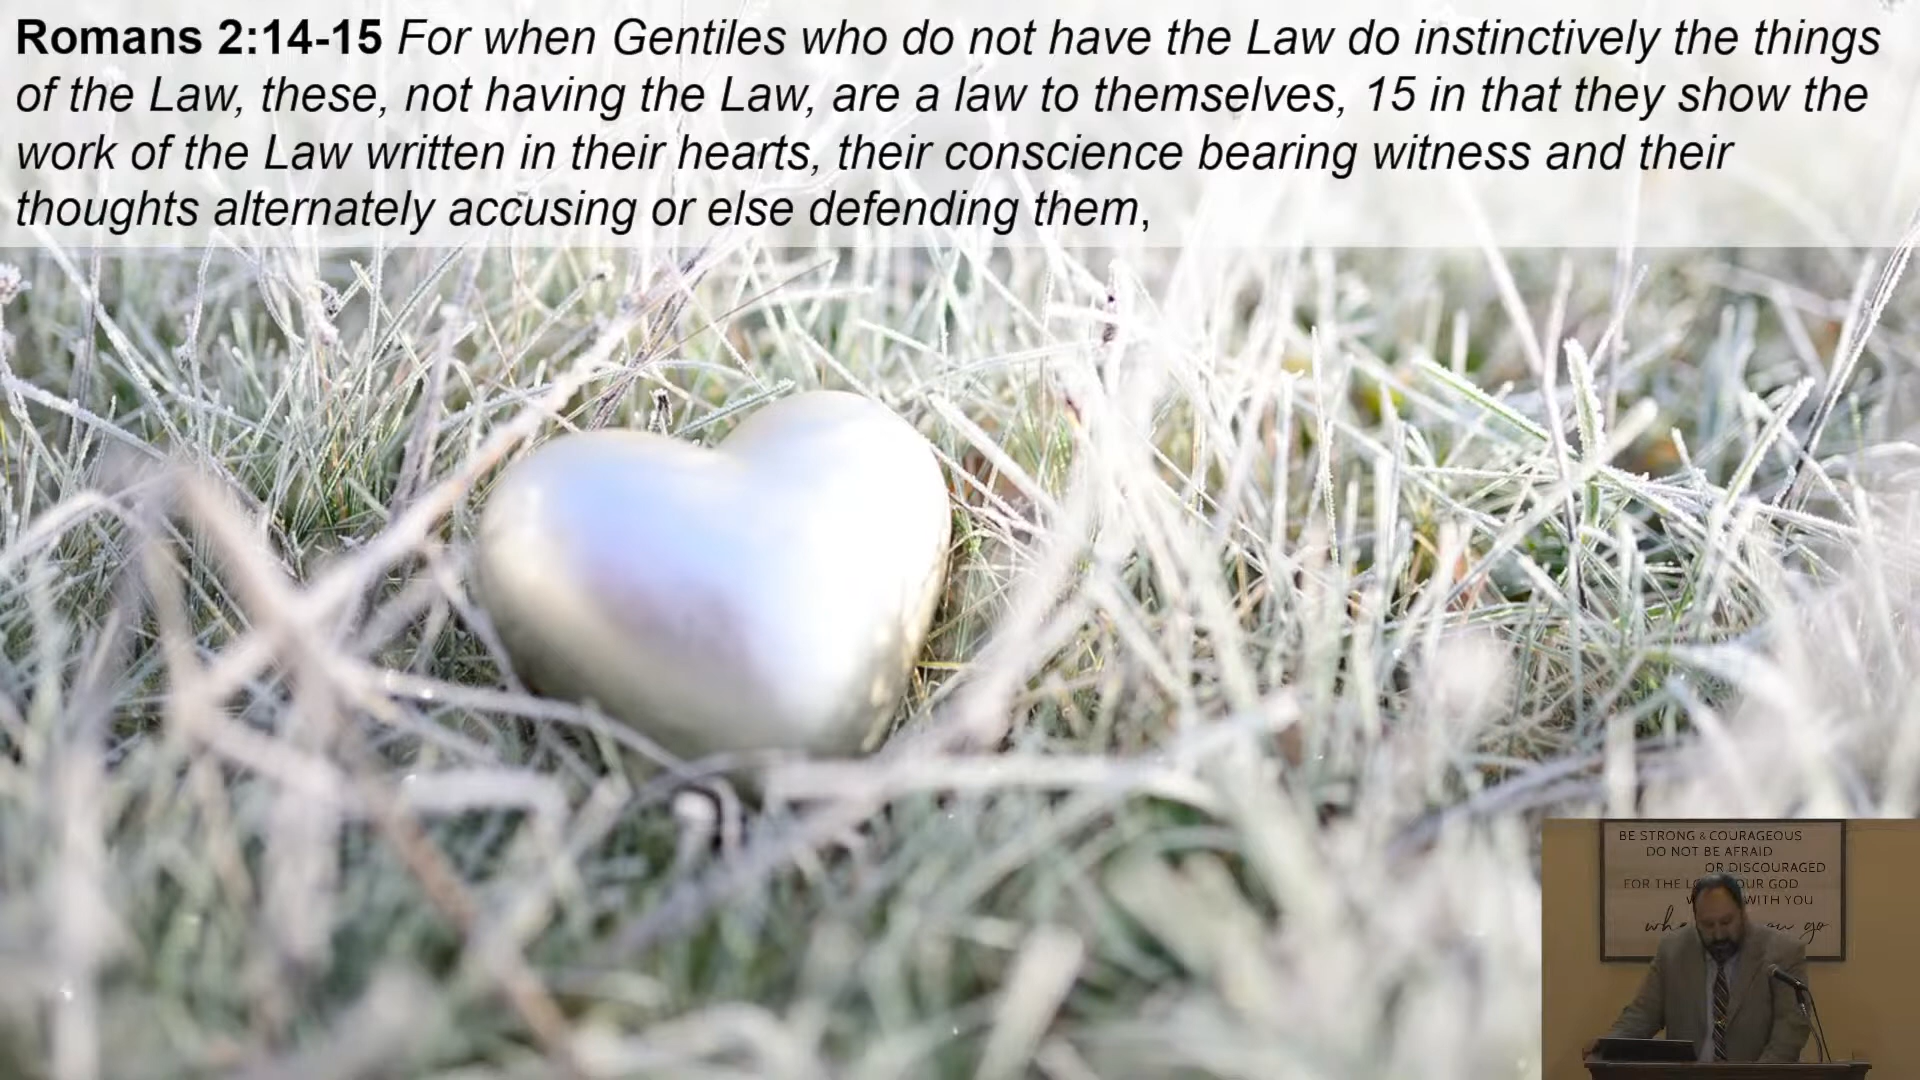 Romans 2:14-15 For when Gentiles who do not have the Law do instinctively the things
of the Law, these, not having the Law, are a law to themselves, 15 in that they show the
work of the Law written in their hearts, their conscience bearing witness and their
thoughts alternately accusing or else defending them,
BE STRONG & COURAGEOUS
DO NOT BE AFRAID
OR DISCOURAGED
FOR THE OUR GOD
WITH YOU
go